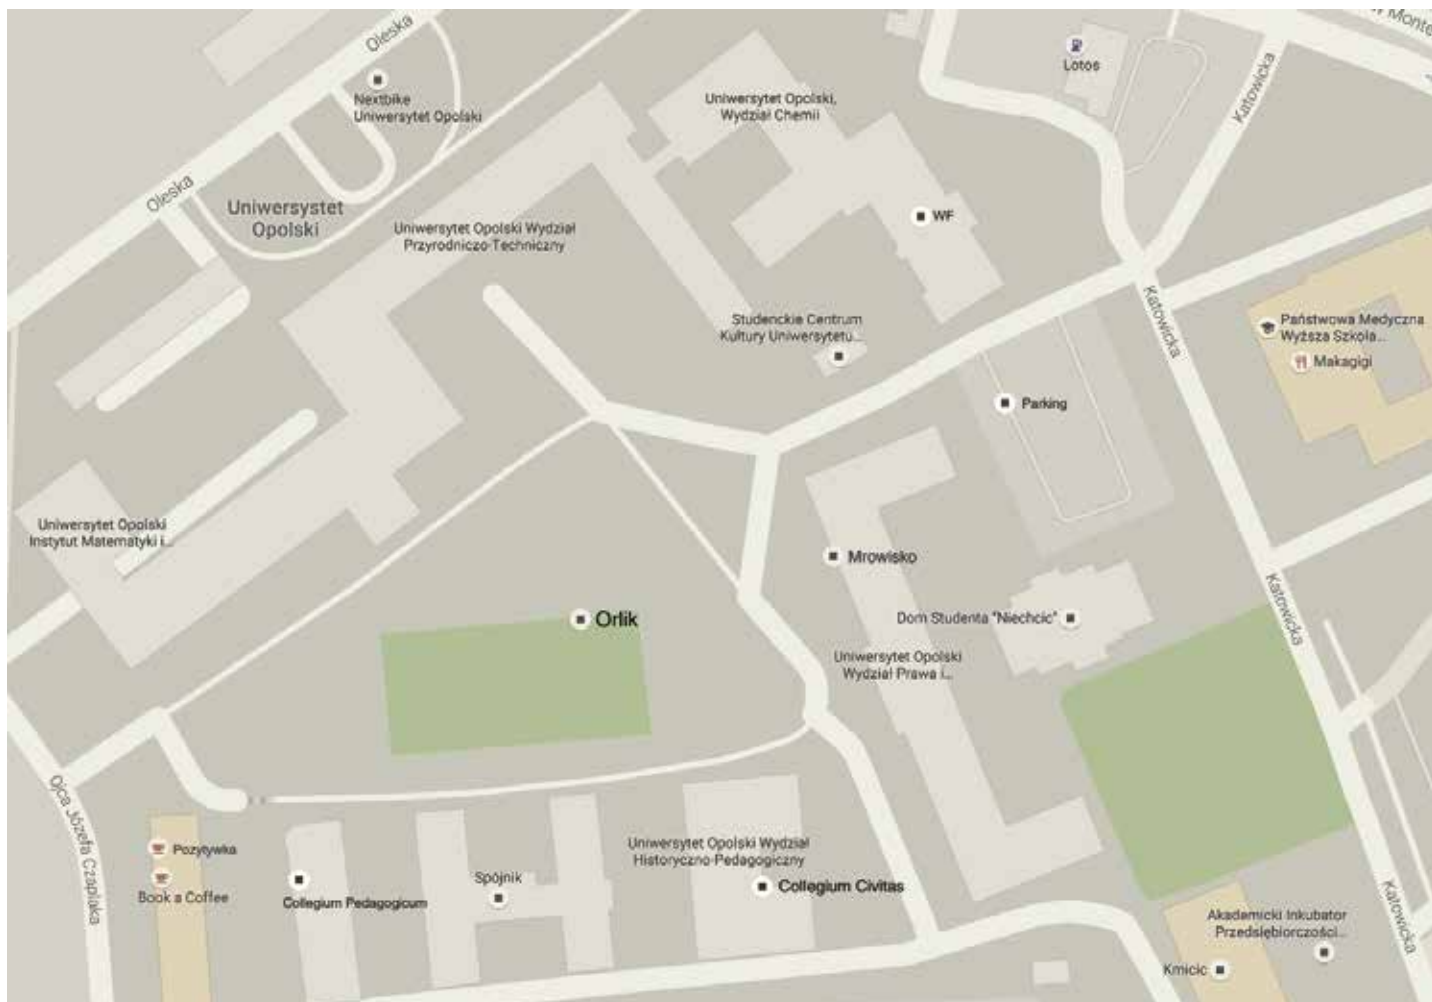 Oleska
w Monte
Lotos
Katowicka
Nextbike
Uniwersytet Opolski
Uniwersytet Opolski,
Wydział Chemii
Oleska
Uniwersystet
Opolski
Uniwersytet Opolski Wydział
Przyrodniczo-Techniczny
WF
Katowicka
Studenckie Centrum
Kultury Uniwersytetu...
Państwowa Medyczna
Wyższa Szkoła...
Makagigi
Parking
Uniwersytet Opolski
Instytut Matematyki i...
Mrowisko
Katowicka
Orlik
Dom Studenta "Niechcic"
Uniwersytet Opolski
Wydział Prawa i...
Ojca Józefa Czaplaka
Pozytywka
Book a Coffee
Collegium Pedagogicum
Spójnik
Uniwersytet Opolski Wydział
Historyczno-Pedagogiczny
Collegium Civitas
Katowicka
Akademicki Inkubator
Przedsiębiorczości...
Kmicic